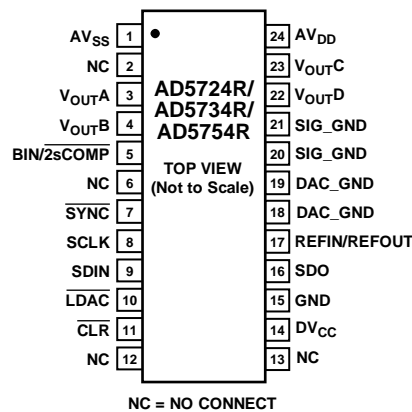 AVSS 1
NC 2
VOUTA 3
VOUTB 4
BIN/2sCOMP 5
NC 6
SYNC 7
SCLK 8
SDIN 9
LDAC 10
CLR 11
NC 12
AD5724R/
AD5734R/
AD5754R
TOP VIEW
(Not to Scale)
24 AVDD
23 VOUTC
22 VOUTD
21 SIG_GND
20 SIG_GND
19 DAC_GND
18 DAC_GND
17 REFIN/REFOUT
16 SDO
15 GND
14 DVCC
13 NC
NC = NO CONNECT